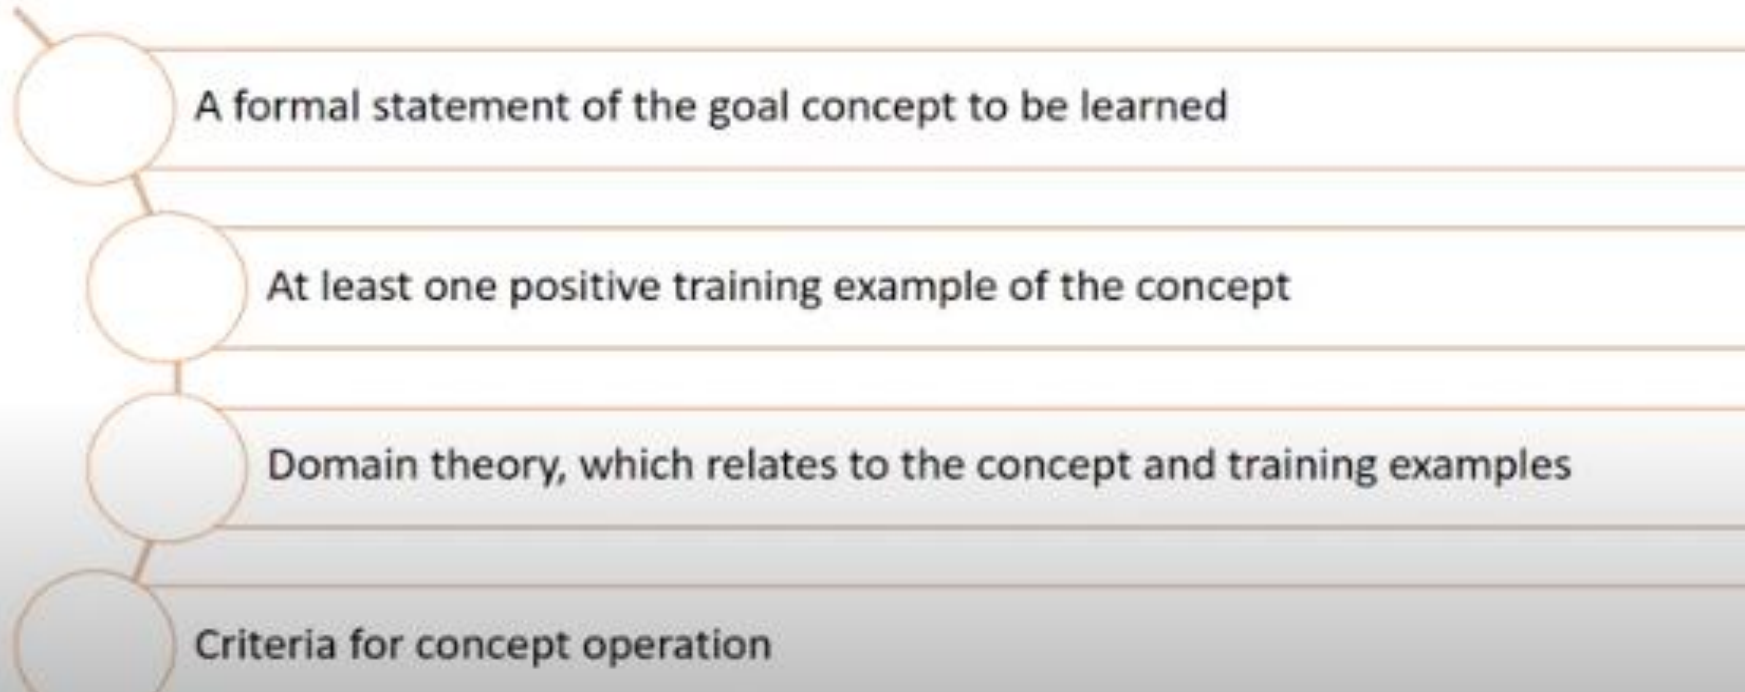 A formal statement of the goal concept to be learned
At least one positive training example of the concept
Domain theory, which relates to the concept and training examples
Criteria for concept operation